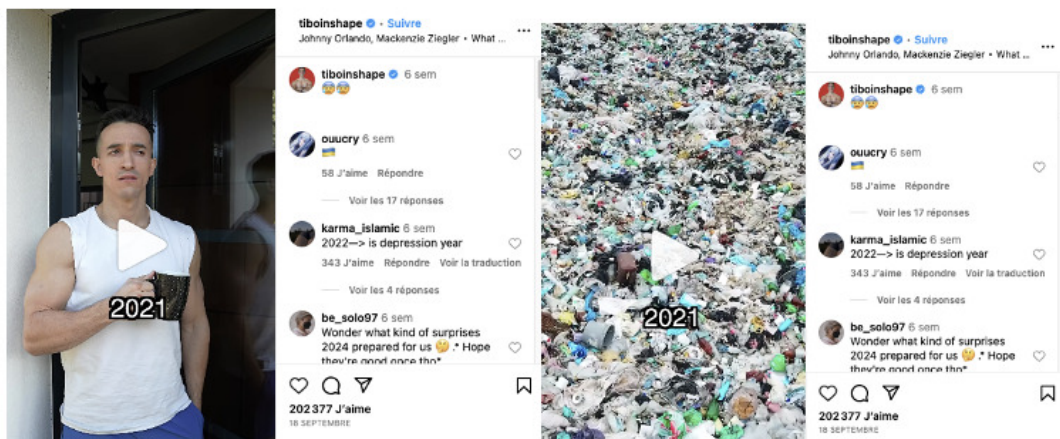 tiboinshape • Suivre
Johnny Orlando, Mackenzie Ziegler • What ...
tiboinshape 6 sem
😰😰
ouucry 6 sem
🇺🇦
58 J'aime Répondre
Voir les 17 réponses
karma_islamic 6 sem
2022—> is depression year
343 J'aime Répondre Voir la traduction
Voir les 4 réponses
be_solo97 6 sem
Wonder what kind of surprises
2024 prepared for us 🤔 .* Hope
they're good once tho*
202 377 J'aime
18 SEPTEMBRE
2021
tiboinshape • Suivre
Johnny Orlando, Mackenzie Ziegler • What ...
tiboinshape 6 sem
😰😰
ouucry 6 sem
🇺🇦
58 J'aime Répondre
Voir les 17 réponses
karma_islamic 6 sem
2022—> is depression year
343 J'aime Répondre Voir la traduction
Voir les 4 réponses
be_solo97 6 sem
Wonder what kind of surprises
2024 prepared for us 🤔 .* Hope
they're good once tho*
202 377 J'aime
18 SEPTEMBRE
2021